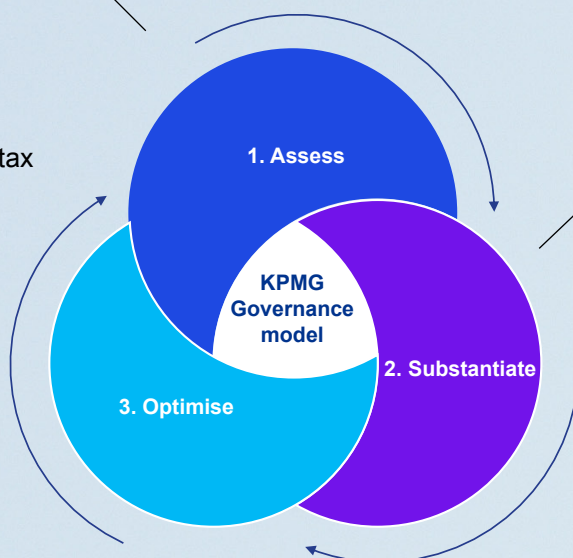 1. Assess
tax
KPMG
Governance
model
2. Substantiate
3. Optimise